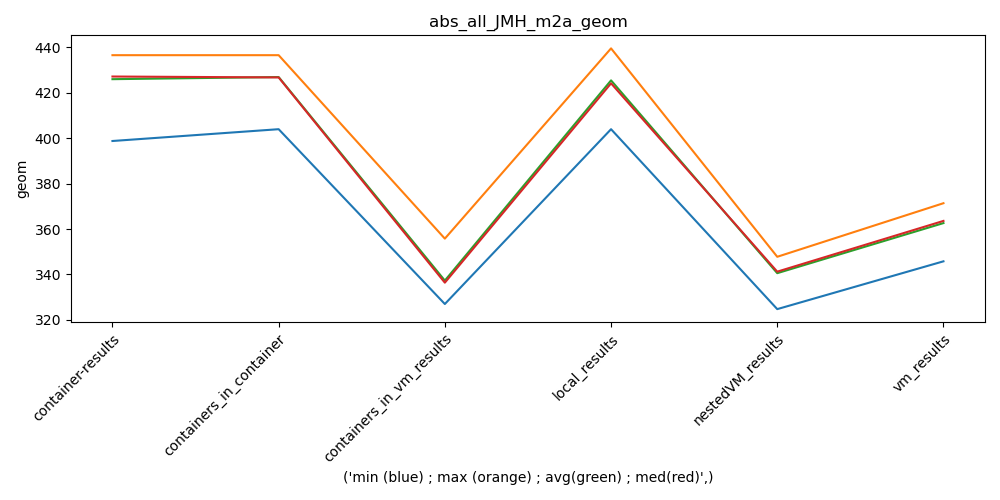 abs_all_JMH_m2a_geom
440
420
400
380
360
340
320
geom
container-results
containers_in_container
containers_in_vm_results
local_results
nestedVM_results
vm_results
('min (blue) ; max (orange) ; avg(green) ; med(red)',)